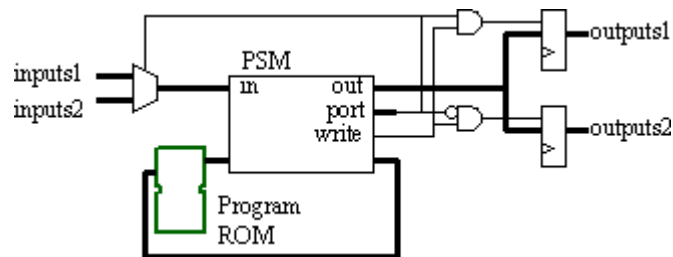 inputs1
inputs2
PSM
in
out
port
write
outputs1
outputs2
Program
ROM